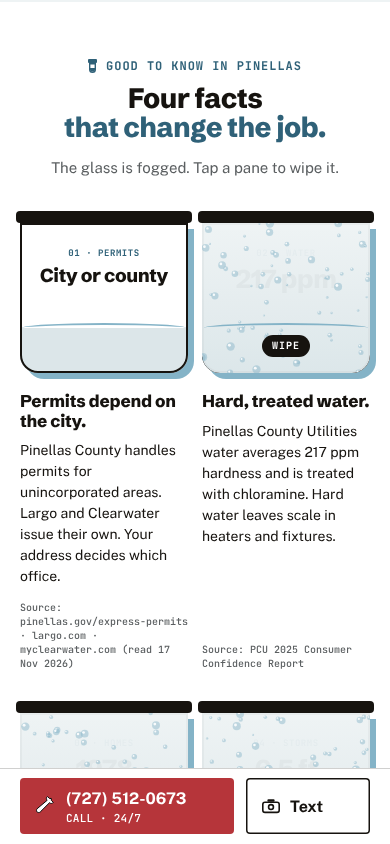 GOOD TO KNOW IN PINELLAS
Four facts
that change the job.
The glass is fogged. Tap a pane to wipe it.
01 · PERMITS
City or county
217 ppm
WIPE
Permits depend on
the city.
Pinellas County handles
permits for
unincorporated areas.
Largo and Clearwater
issue their own. Your
address decides which
office.
Source:
pinellas.gov/express-permits
· largo.com ·
myclearwater.com (read 17
Nov 2026)
Hard, treated water.
Pinellas County Utilities
water averages 217 ppm
hardness and is treated
with chloramine. Hard
water leaves scale in
heaters and fixtures.
Source: PCU 2025 Consumer
Confidence Report
(727) 512-0673
CALL · 24/7
Text